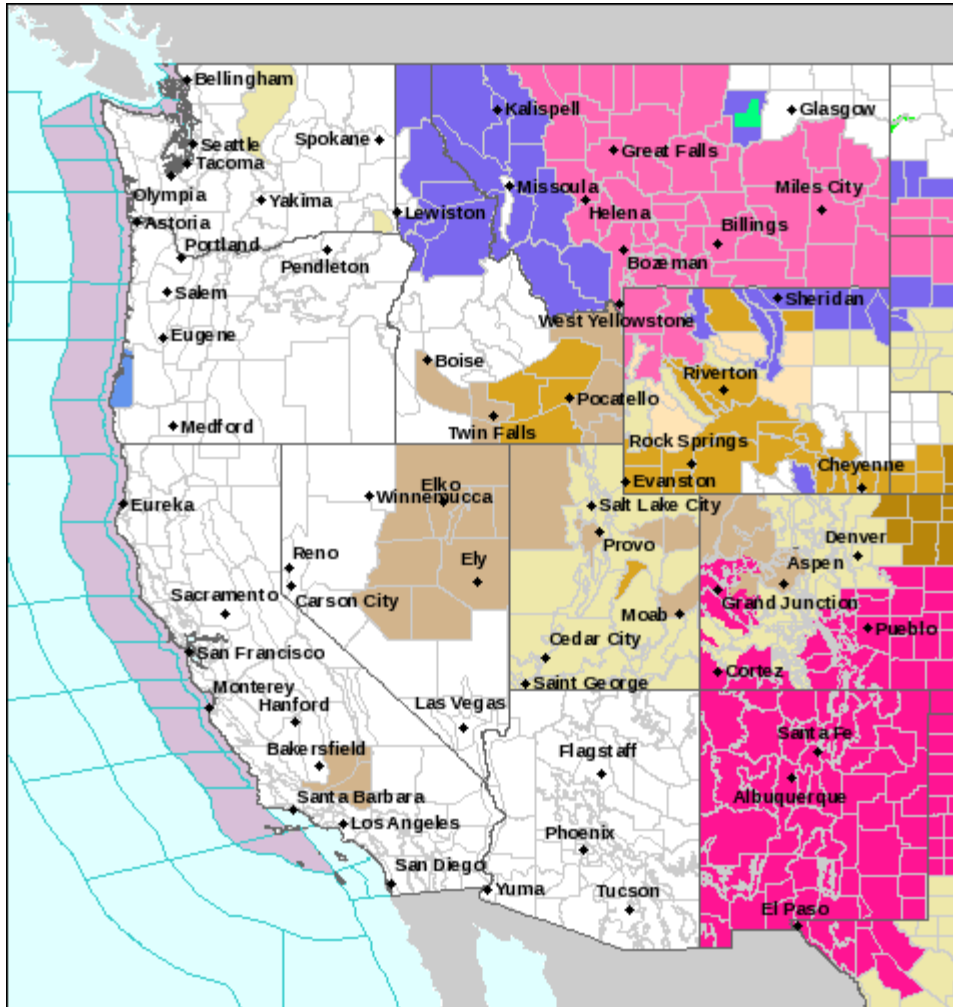 Bellingham
Kalispell
Glasgow
Spokane
Seattle
Great Falls
Tacoma
Missoula
Miles City
Olympia
Yakima
Lewiston
Helena
Astoria
Billings
Portland
Pendleton
Bozeman
Salem
Sheridan
West Yellowstone
Eugene
Boise
Riverton
Pocatello
Medford
Twin Falls
Rock Springs
Cheyenne
Elko
Evanston
Winnemucca
Eureka
Salt Lake City
Provo
Denver
Reno
Ely
Aspen
Sacramento
Carson City
Grand Junction
Moab
Pueblo
Cedar City
San Francisco
Cortez
Saint George
Monterey
Hanford
Las Vegas
Santa Fe
Bakersfield
Flagstaff
Albuquerque
Santa Barbara
Los Angeles
Phoenix
San Diego
Yuma
Tucson
El Paso